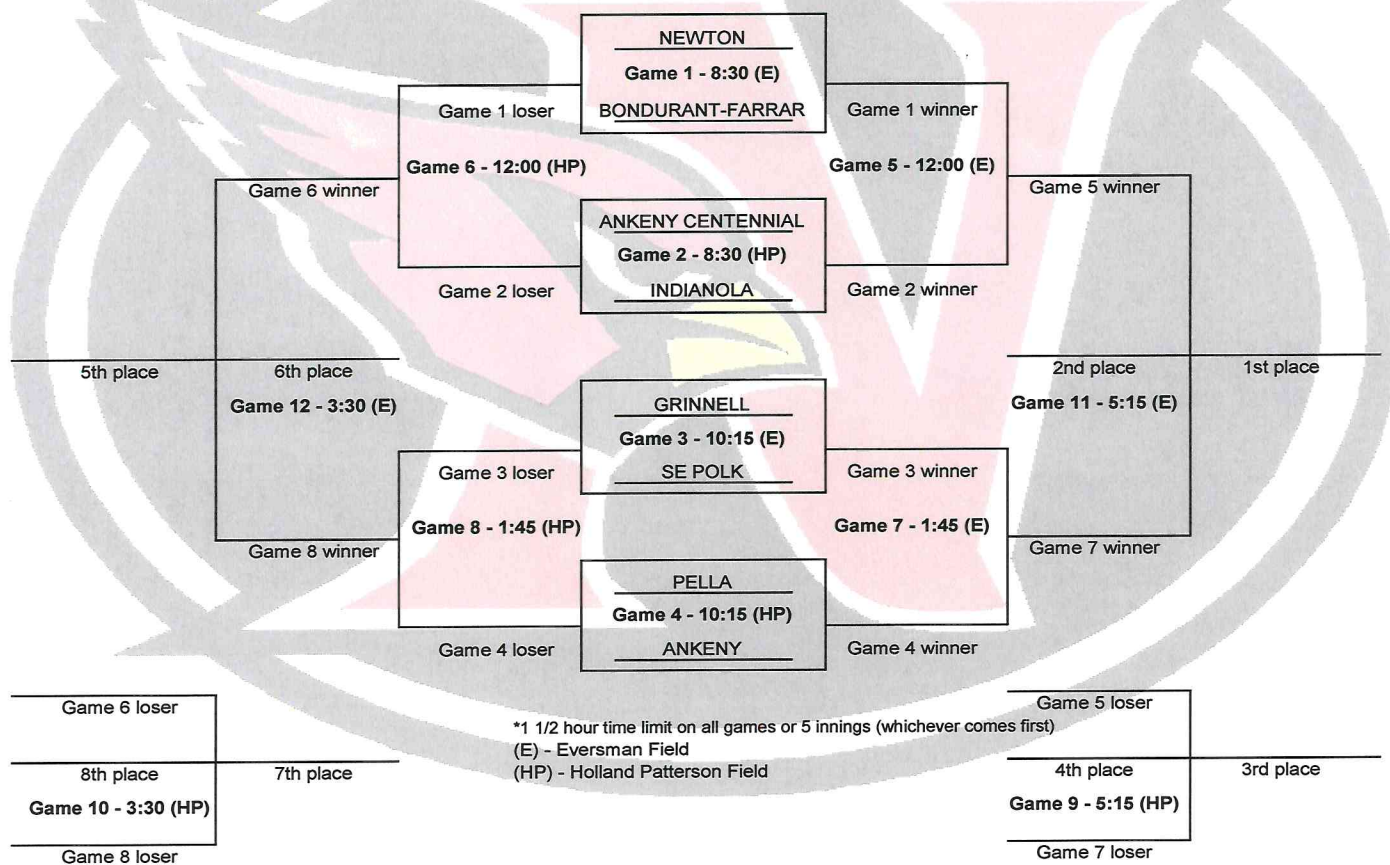 NEWTON
Game 1 - 8:30 (E)
Game 1 loser
BONDURANT-FARRAR
Game 1 winner
Game 6 - 12:00 (HP)
Game 5 - 12:00 (E)
Game 6 winner
Game 5 winner
ANKENY CENTENNIAL
Game 2 - 8:30 (HP)
Game 2 loser
INDIANOLA
Game 2 winner
5th place
6th place
2nd place
1st place
Game 12 - 3:30 (E)
GRINNELL
Game 11 - 5:15 (E)
Game 3 - 10:15 (E)
Game 3 loser
SE POLK
Game 3 winner
Game 8 - 1:45 (HP)
Game 7 - 1:45 (E)
Game 8 winner
Game 7 winner
PELLA
Game 4 - 10:15 (HP)
Game 4 loser
ANKENY
Game 4 winner
Game 6 loser
Game 5 loser
*1 1/2 hour time limit on all games or 5 innings (whichever comes first)
(E) - Eversman Field
(HP) - Holland Patterson Field
8th place
7th place
4th place
3rd place
Game 10 - 3:30 (HP)
Game 9 - 5:15 (HP)
Game 8 loser
Game 7 loser